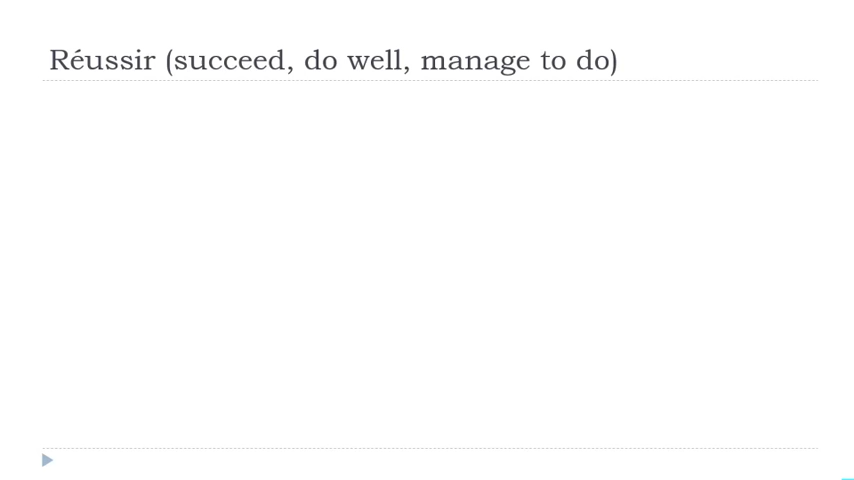 Réussir (succeed, do well, manage to do)